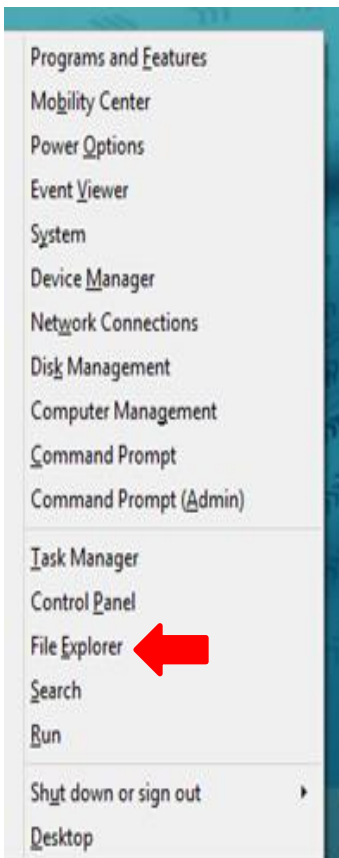 Programs and Features
Mobility Center
Power Options
Event Viewer
System
Device Manager
Network Connections
Disk Management
Computer Management
Command Prompt
Command Prompt (Admin)
Task Manager
Control Panel
File Explorer
Search
Run
Shut down or sign out
Desktop